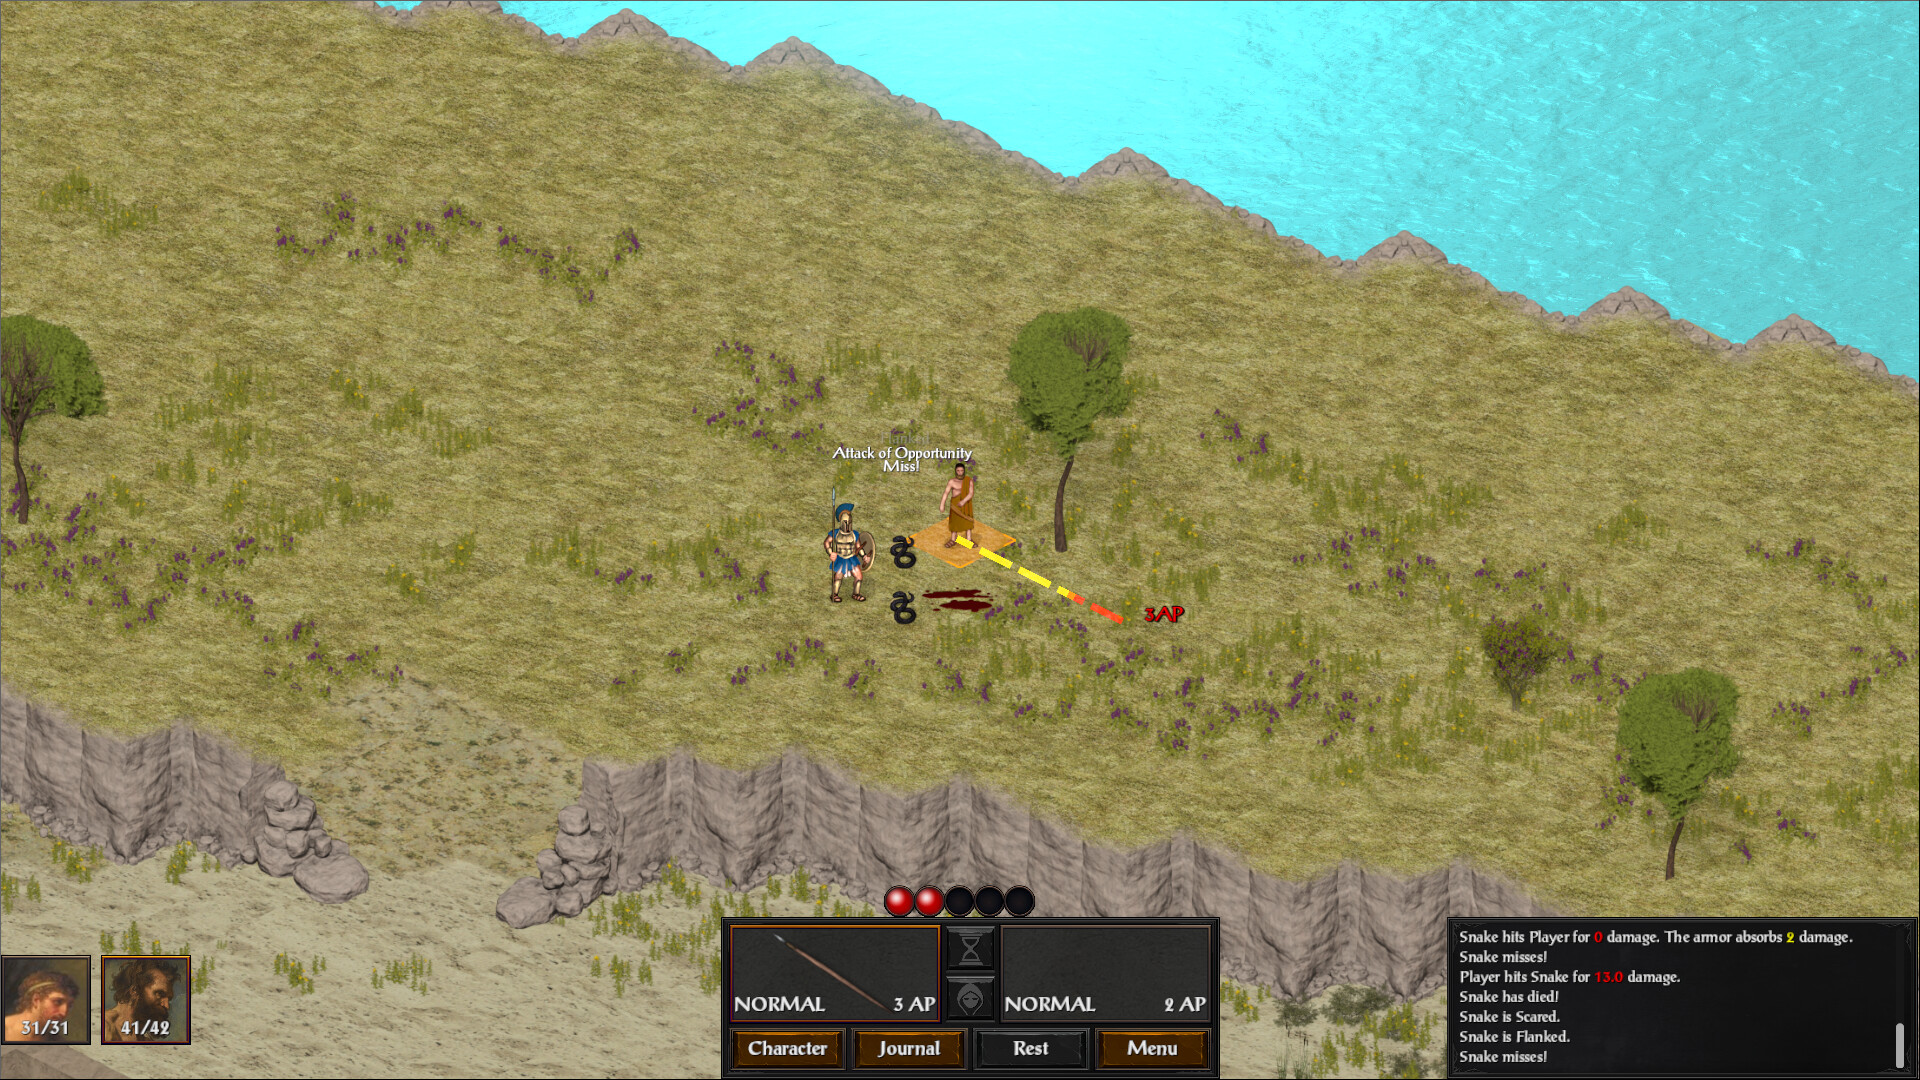 Flanked
Attack of Opportunity
Miss!
3AP
31/31
41/42
NORMAL 3 AP
NORMAL 2 AP
Character
Journal
Rest
Menu
Snake hits Player for 0 damage. The armor absorbs 2 damage.
Snake misses!
Player hits Snake for 13.0 damage.
Snake has died!
Snake is Scared.
Snake is Flanked.
Snake misses!